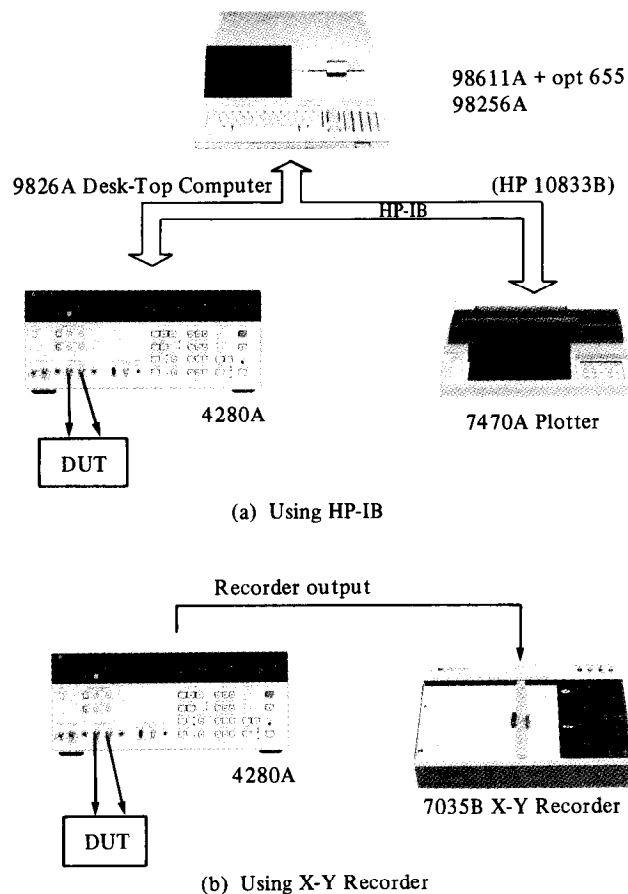 98611A + opt 655
98256A
9826A Desk-Top Computer
(HP 10833B)
HP-IB
4280A
7470A Plotter
DUT
(a) Using HP-IB
Recorder output
4280A
7035B X-Y Recorder
DUT
(b) Using X-Y Recorder